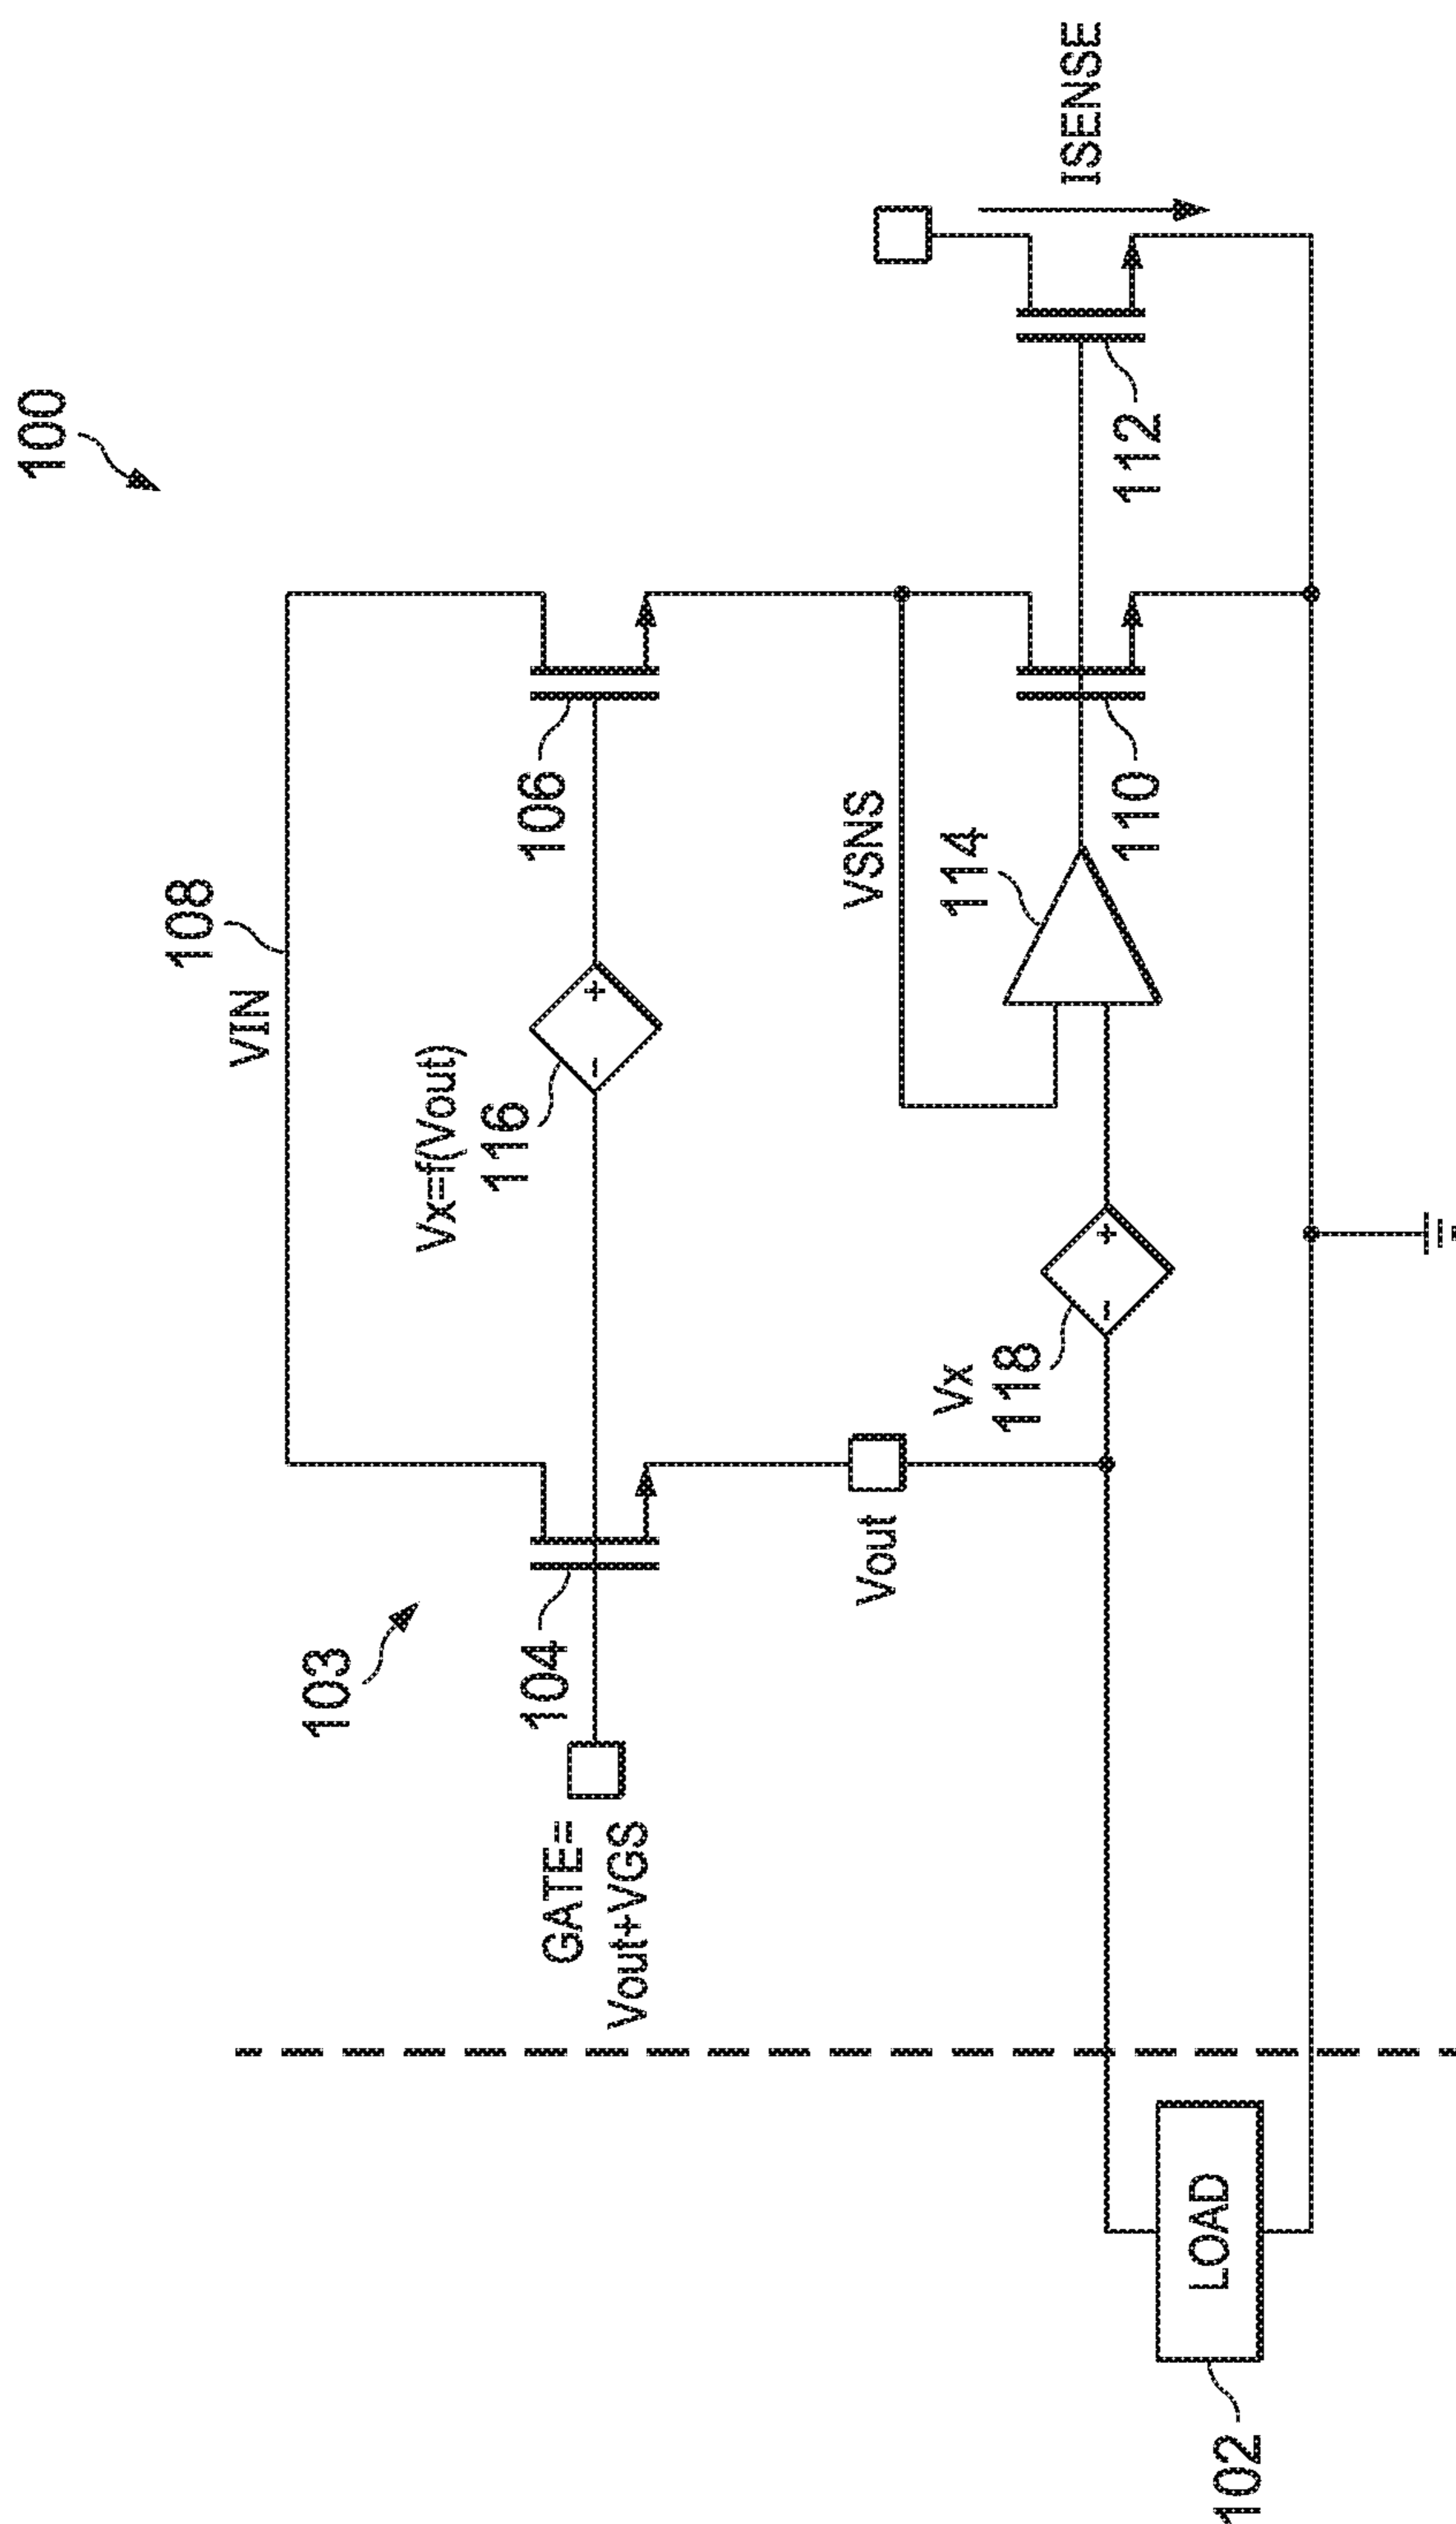 100
108
VIN
103
104
GATE=
Vout+VGS
Vx=f(Vout)
116
106
VSNS
114
Vout
Vx
118
110
112
ISENSE
LOAD
102